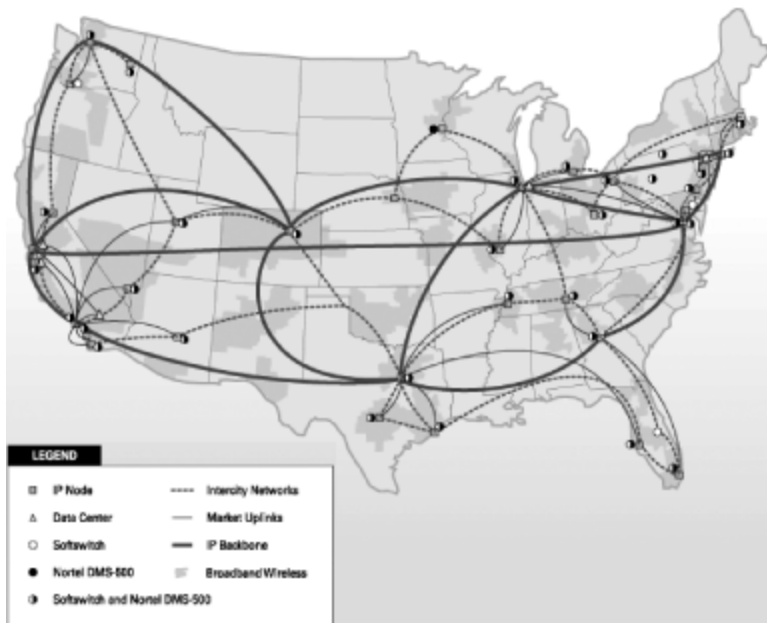 LEGEND
IP Node
Intercity Networks
Data Center
Market Uplinks
Softswitch
IP Backbone
Nortel DMS-500
Broadband Wireless
Softswitch and Nortel DMS-500